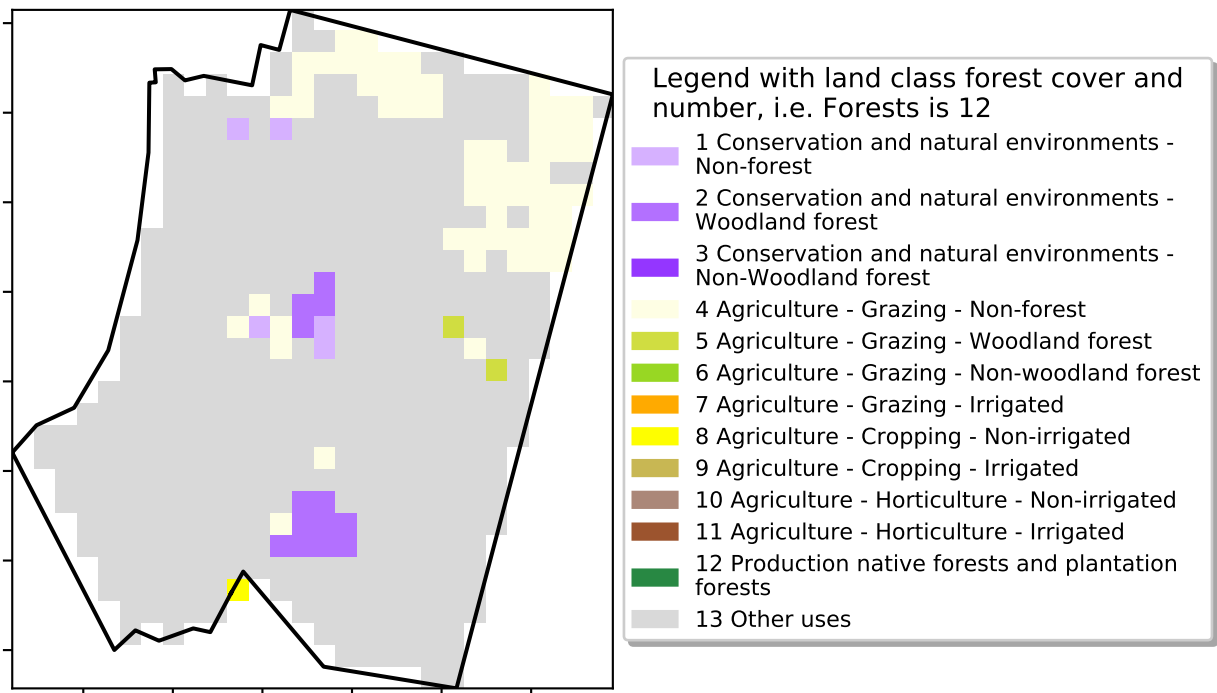 Legend with land class forest cover and
number, i.e. Forests is 12
1 Conservation and natural environments -
Non-forest
2 Conservation and natural environments -
Woodland forest
3 Conservation and natural environments -
Non-Woodland forest
4 Agriculture - Grazing - Non-forest
5 Agriculture - Grazing - Woodland forest
6 Agriculture - Grazing - Non-woodland forest
7 Agriculture - Grazing - Irrigated
8 Agriculture - Cropping - Non-irrigated
9 Agriculture - Cropping - Irrigated
10 Agriculture - Horticulture - Non-irrigated
11 Agriculture - Horticulture - Irrigated
12 Production native forests and plantation
forests
13 Other uses